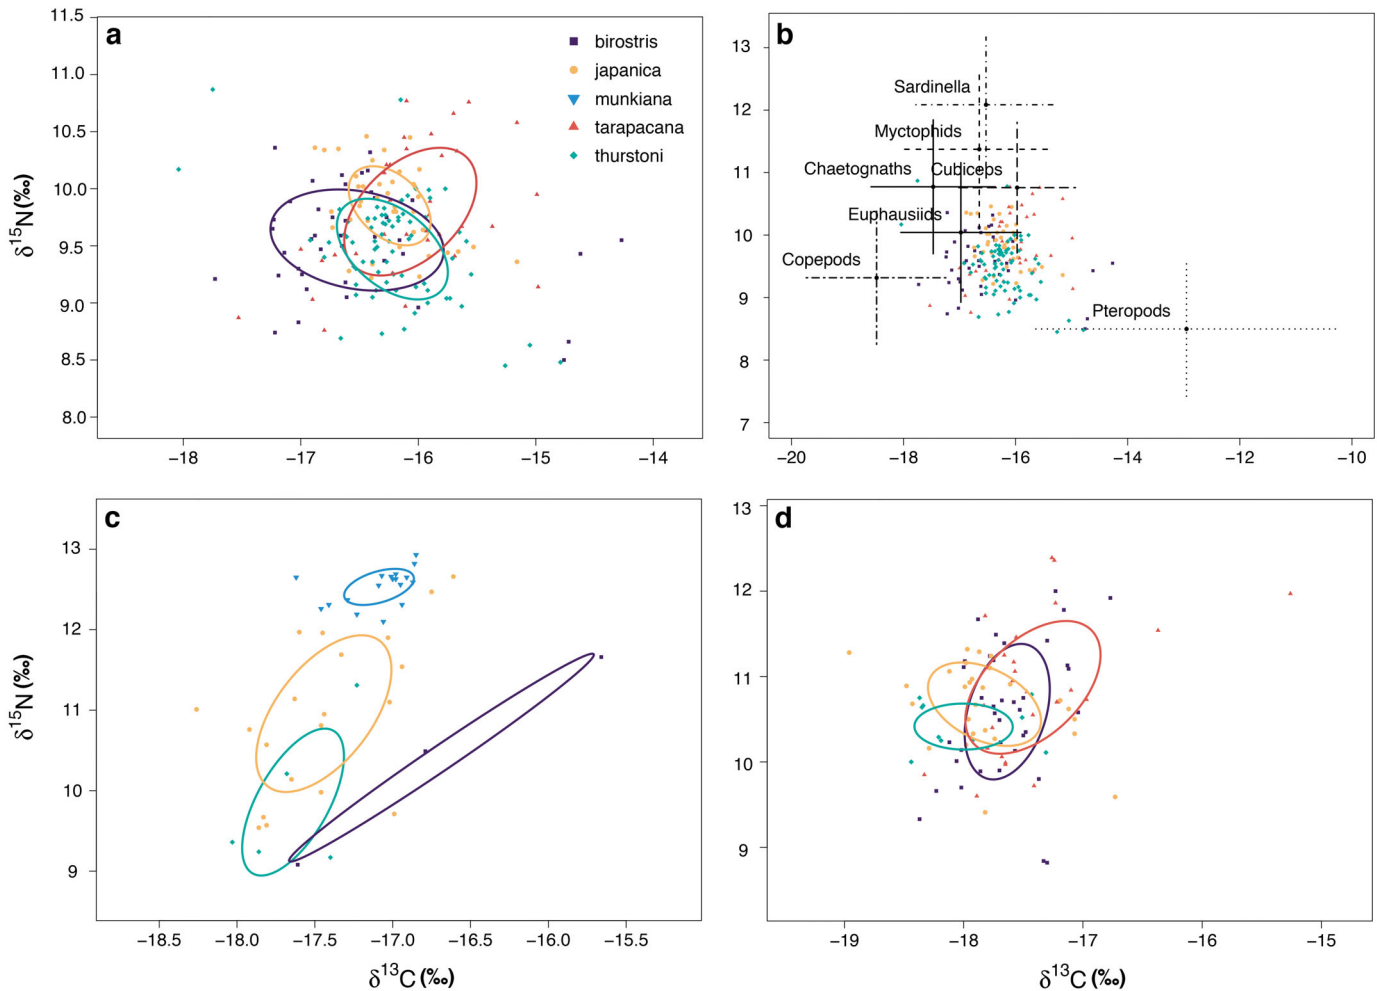 a
birostris
japanica
munkiana
tarapacana
thurstoni
11.5
11.0
10.5
10.0
9.5
9.0
8.5
8.0
δ15N (‰)
−18
−17
−16
−15
−14
b
Sardinella
Myctophids
Chaetognaths
Cubiceps
Euphausiids
Copepods
Pteropods
13
12
11
10
9
8
7
−20
−18
−16
−14
−12
−10
c
13
12
11
10
9
δ15N (‰)
−18.5
−18.0
−17.5
−17.0
−16.5
−16.0
−15.5
δ13C (‰)
d
13
12
11
10
9
−19
−18
−17
−16
−15
δ13C (‰)